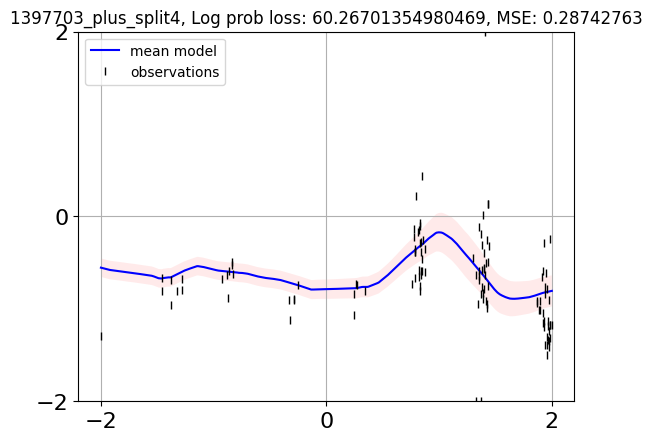 1397703_plus_split4, Log prob loss: 60.26701354980469, MSE: 0.28742763
2
mean model
observations
0
−2
−2
0
2